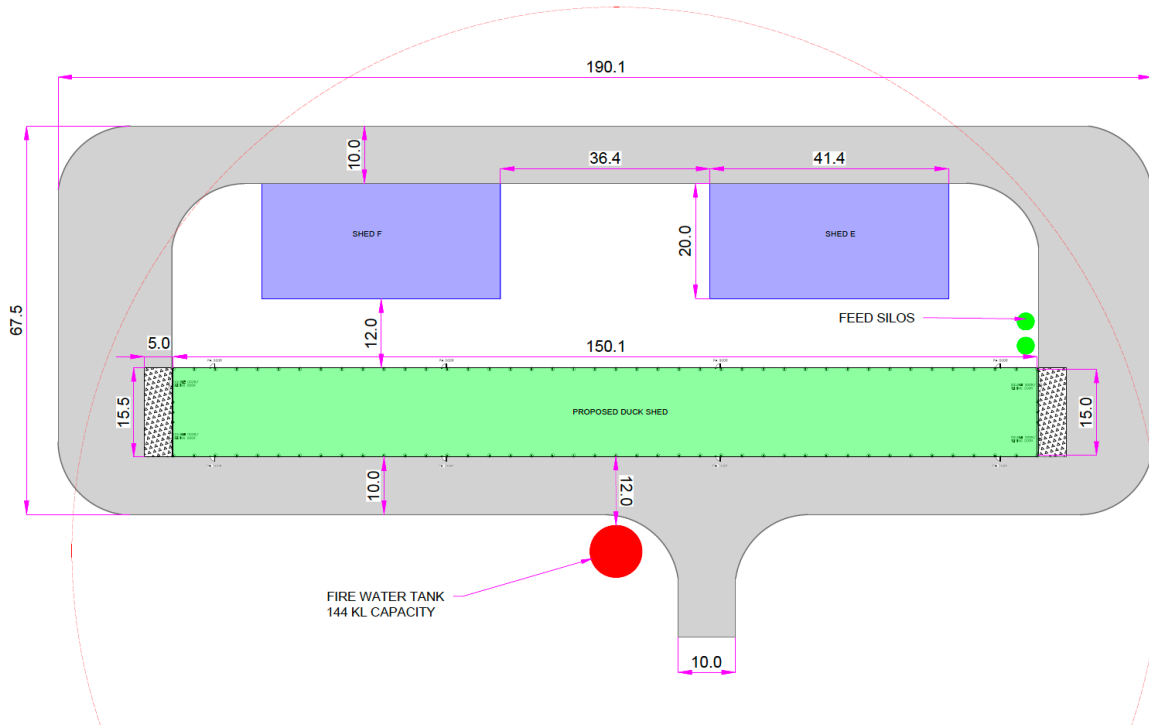 190.1
10.0
36.4
41.4
SHED F
SHED E
20.0
67.5
FEED SILOS
12.0
5.0
150.1
15.5
PROPOSED DUCK SHED
15.0
10.0
12.0
FIRE WATER TANK
144 KL CAPACITY
10.0